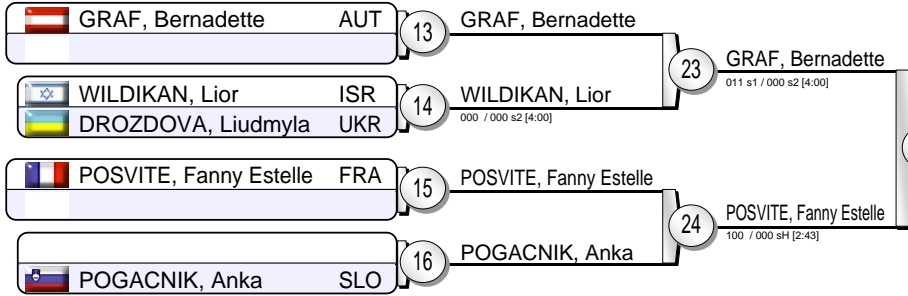 GRAF, Bernadette AUT
13
GRAF, Bernadette
23
GRAF, Bernadette
011 s1 / 000 s2 [4:00]
WILDIKAN, Lior ISR
DROZDOVA, Liudmyla UKR
14
WILDIKAN, Lior
000 / 000 s2 [4:00]
POSVITE, Fanny Estelle FRA
15
POSVITE, Fanny Estelle
24
POSVITE, Fanny Estelle
100 / 000 sH [2:43]
POGACNIK, Anka SLO
16
POGACNIK, Anka